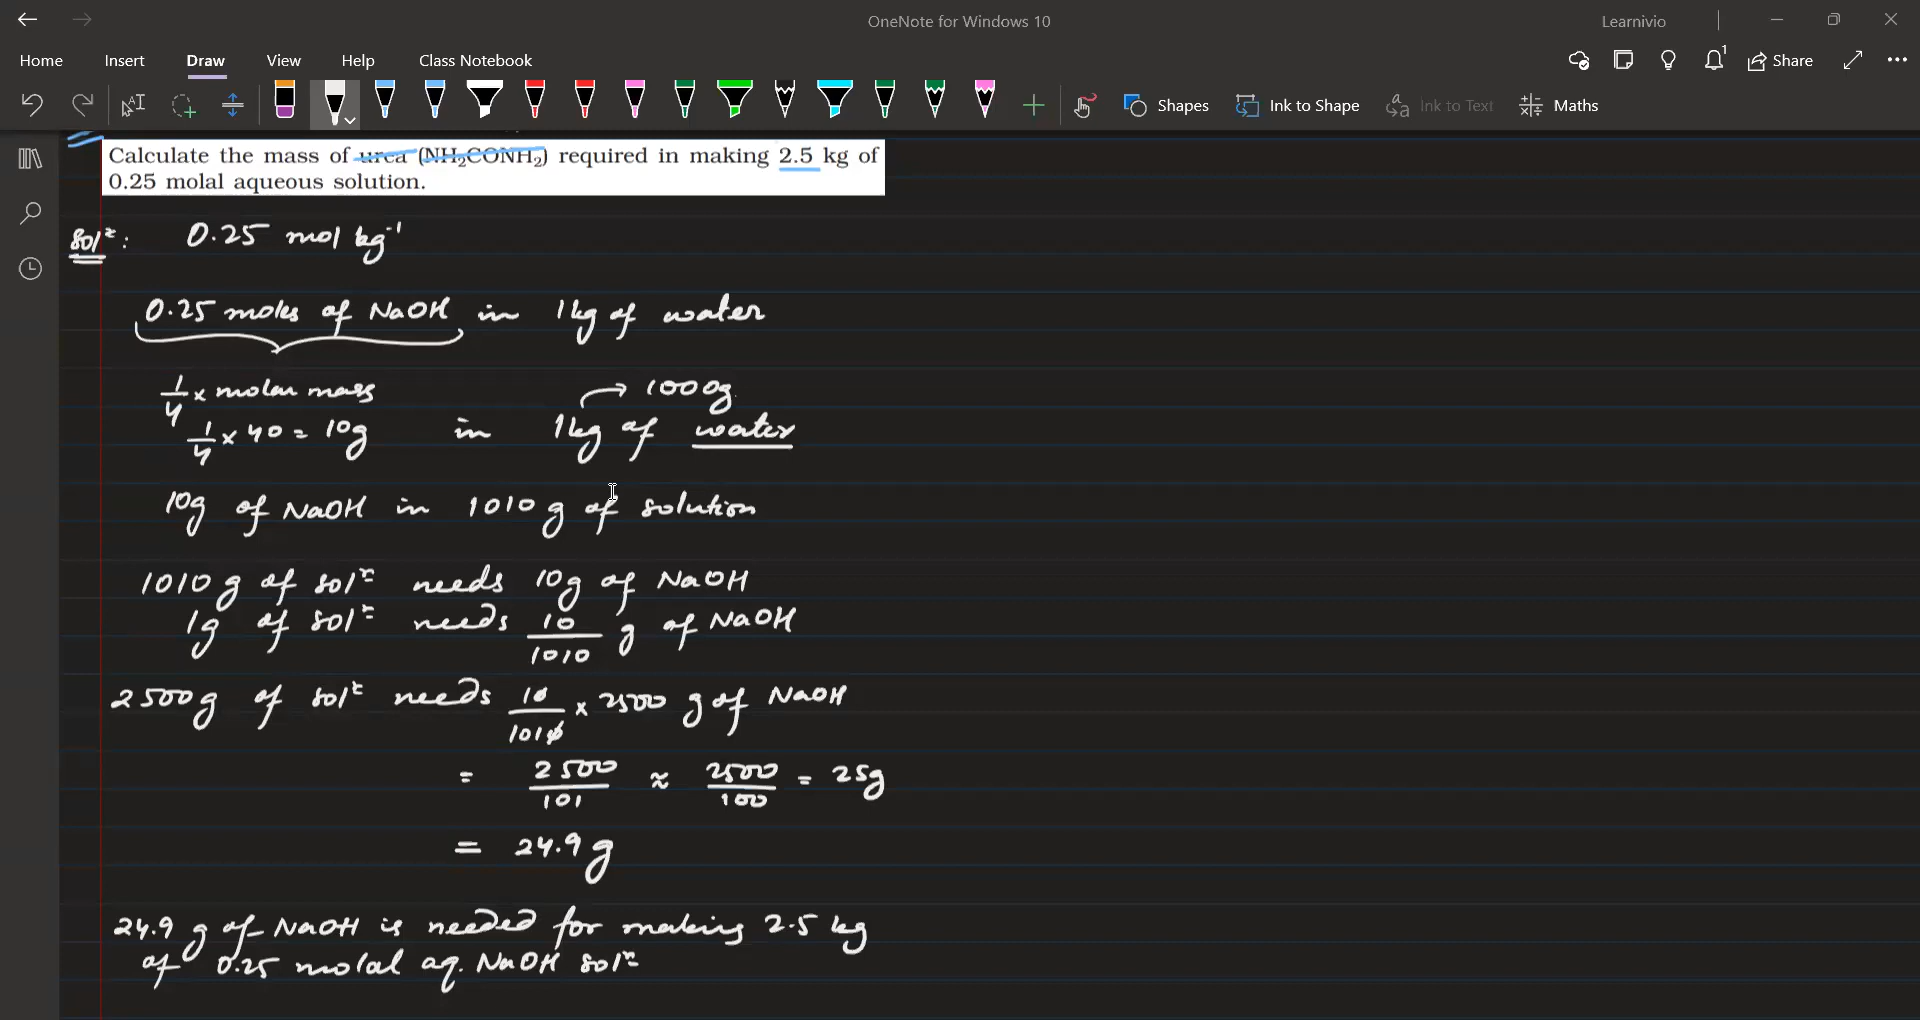 OneNote for Windows 10
Learnivio
Home Insert Draw View Help Class Notebook
1
Share
Shapes Ink to Shape Ink to Text Maths
Calculate the mass of urea (NH₂CONH₂) required in making 2.5 kg of
0.25 molal aqueous solution.
Solⁿ: 0.25 mol kg⁻¹
0.25 moles of NaOH in 1kg of water
1/4 × molar mass → 1000g
1/4 × 40 = 10g in 1kg of water
10g of NaOH in 1010 g of solution
1010 g of solⁿ needs 10g of NaOH
1g of solⁿ needs 10/1010 g of NaOH
2500g of solⁿ needs 10/1010 × 2500 g of NaOH
= 2500/101 ≈ 2500/100 = 25g
= 24.9 g
24.9 g of NaOH is needed for making 2.5 kg
of 0.25 molal aq. NaOH solⁿ